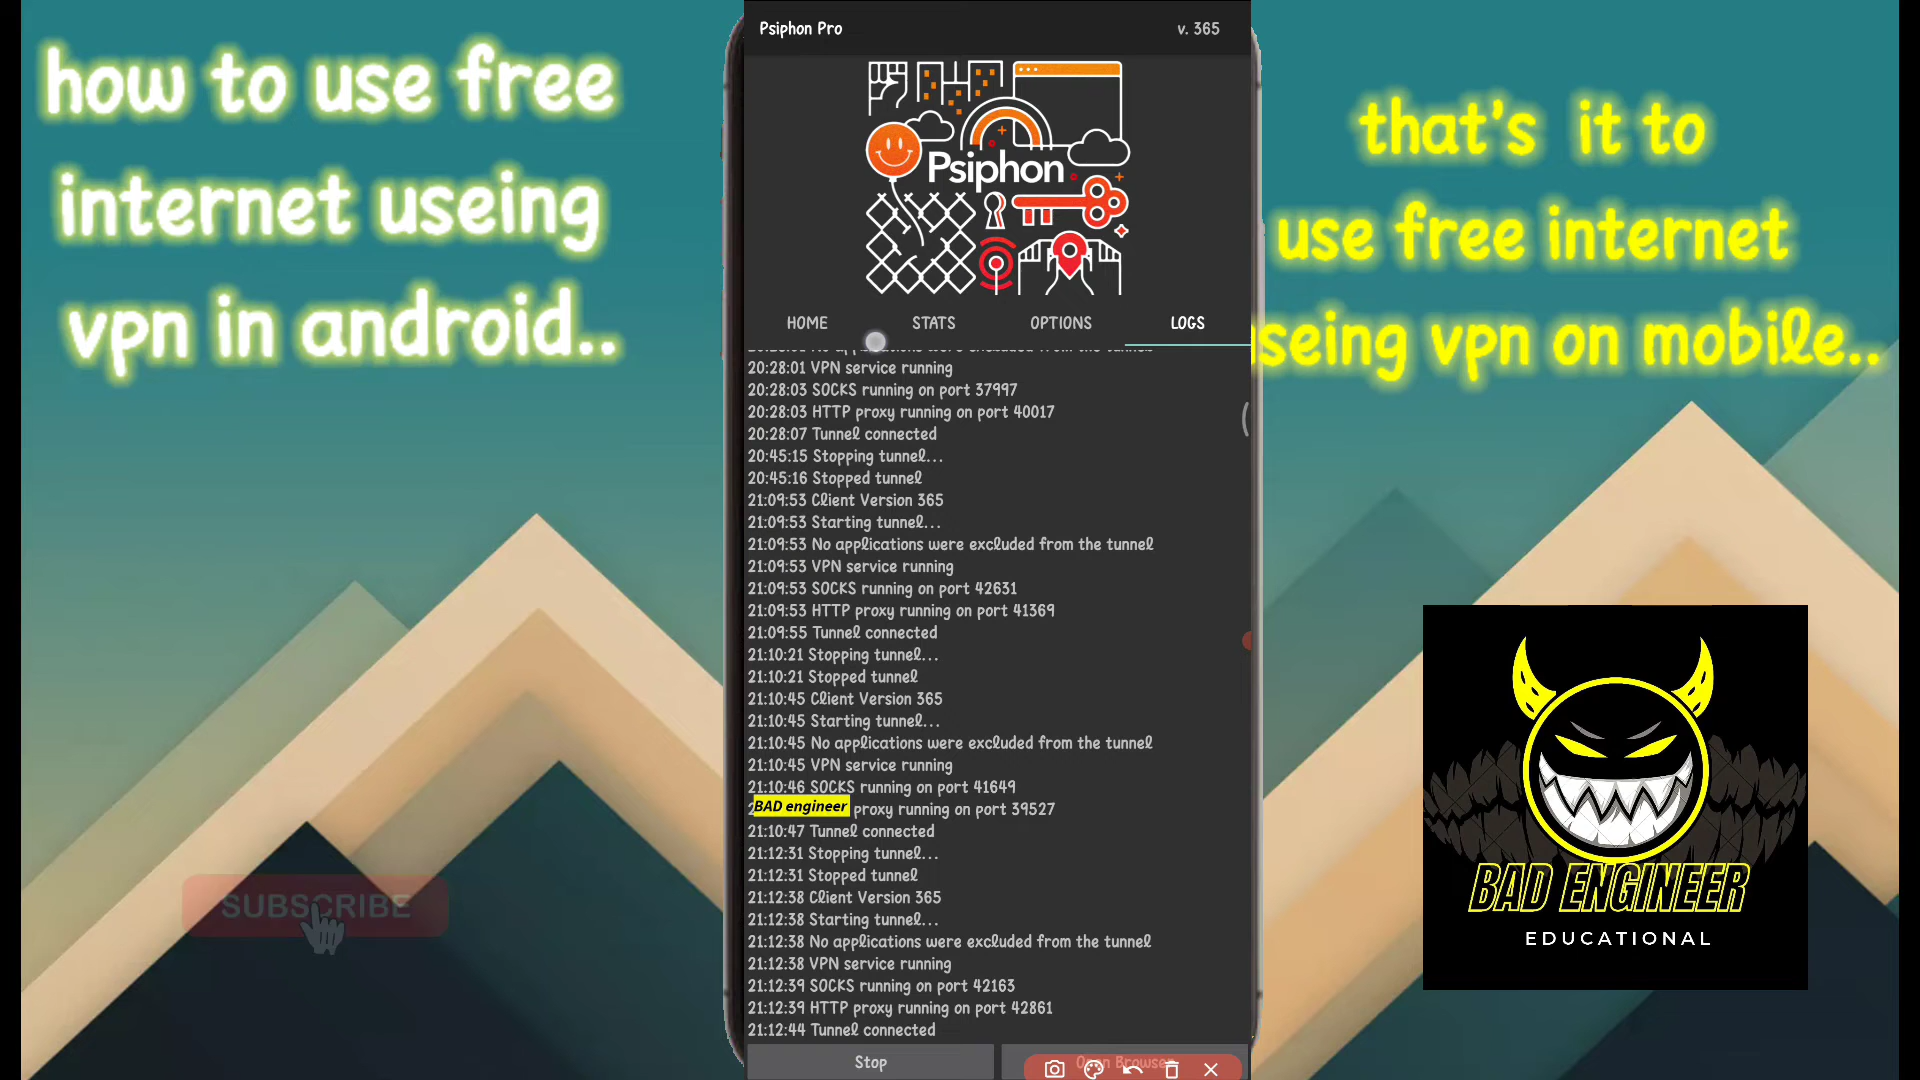 how to use free
internet useing
vpn in android..
Psiphon Pro
v. 365
Psiphon
HOME
STATS
OPTIONS
LOGS
20:28:01 VPN service running
20:28:03 SOCKS running on port 37997
20:28:03 HTTP proxy running on port 40017
20:28:07 Tunnel connected
20:45:15 Stopping tunnel...
20:45:16 Stopped tunnel
21:09:53 Client Version 365
21:09:53 Starting tunnel...
21:09:53 No applications were excluded from the tunnel
21:09:53 VPN service running
21:09:53 SOCKS running on port 42631
21:09:53 HTTP proxy running on port 41369
21:09:55 Tunnel connected
21:10:21 Stopping tunnel...
21:10:21 Stopped tunnel
21:10:45 Client Version 365
21:10:45 Starting tunnel...
21:10:45 No applications were excluded from the tunnel
21:10:45 VPN service running
21:10:46 SOCKS running on port 41649
BAD engineer proxy running on port 39527
21:10:47 Tunnel connected
21:12:31 Stopping tunnel...
21:12:31 Stopped tunnel
21:12:38 Client Version 365
21:12:38 Starting tunnel...
21:12:38 No applications were excluded from the tunnel
21:12:38 VPN service running
21:12:39 SOCKS running on port 42163
21:12:39 HTTP proxy running on port 42861
21:12:44 Tunnel connected
Stop
Open Browser
that's it to
use free internet
useing vpn on mobile..
SUBSCRIBE
BAD ENGINEER
EDUCATIONAL